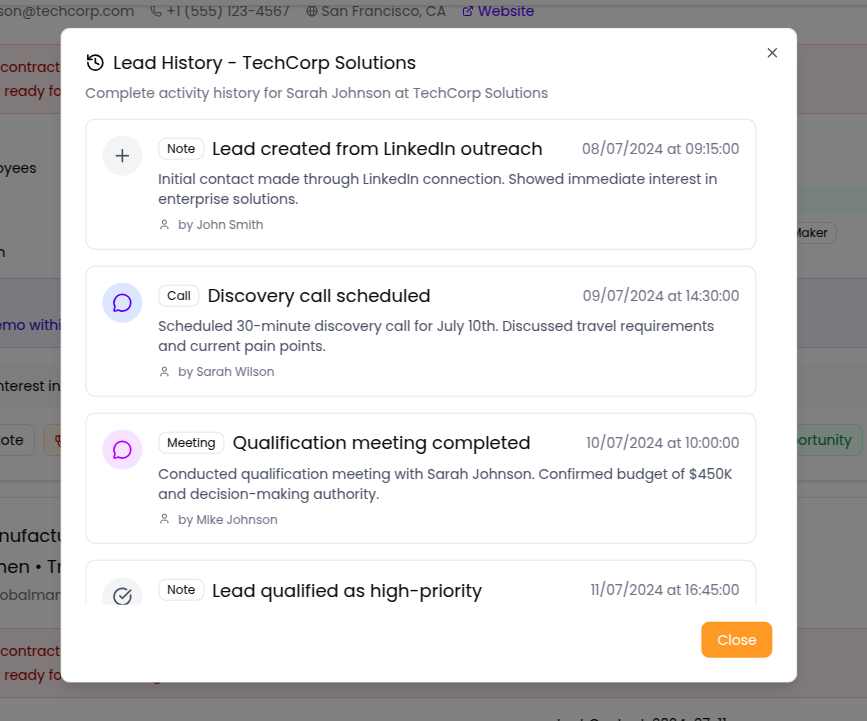 son@techcorp.com +1 (555) 123-4567 San Francisco, CA Website
Lead History - TechCorp Solutions
Complete activity history for Sarah Johnson at TechCorp Solutions
Note Lead created from LinkedIn outreach 08/07/2024 at 09:15:00
Initial contact made through LinkedIn connection. Showed immediate interest in
enterprise solutions.
by John Smith
Call Discovery call scheduled 09/07/2024 at 14:30:00
Scheduled 30-minute discovery call for July 10th. Discussed travel requirements
and current pain points.
by Sarah Wilson
Meeting Qualification meeting completed 10/07/2024 at 10:00:00
Conducted qualification meeting with Sarah Johnson. Confirmed budget of $450K
and decision-making authority.
by Mike Johnson
Note Lead qualified as high-priority 11/07/2024 at 16:45:00
Close
contract
ready fo
oyees
Maker
emo withi
nterest in
ote
portunity
nufactu
men • Tr
obalmar
contract
ready fo